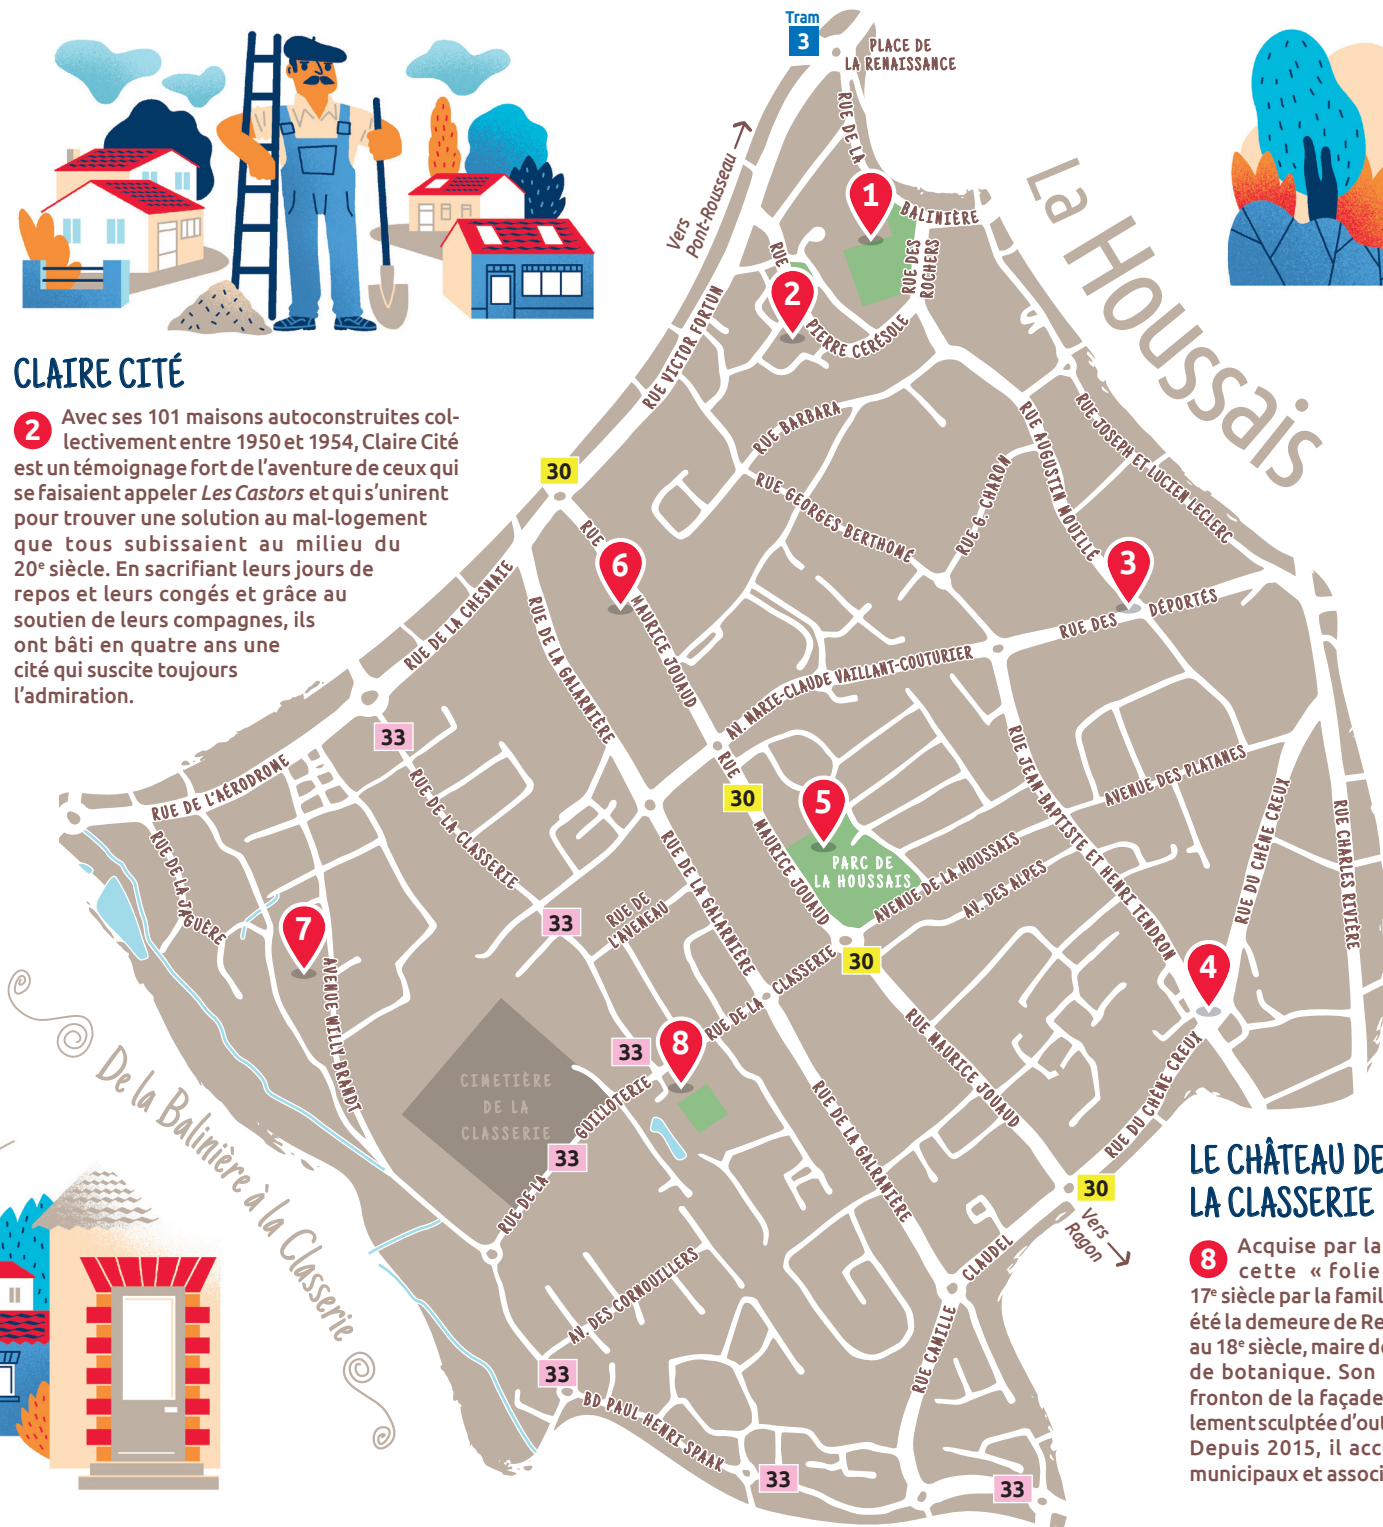 Tram
3
PLACE DE
LA RENAISSANCE
RUE DE LA
BALINIÈRE
1
Vers
Pont-Rousseau
RUE DES
ROCHERS
La Houssais
RUE
PIERRE CÉRÉSOLE
2
RUE VICTOR FORTUN
CLAIRE CITÉ
2 Avec ses 101 maisons autoconstruites col-
lectivement entre 1950 et 1954, Claire Cité
est un témoignage fort de l’aventure de ceux qui
se faisaient appeler Les Castors et qui s’unirent
pour trouver une solution au mal-logement
que tous subissaient au milieu du
20e siècle. En sacrifiant leurs jours de
repos et leurs congés et grâce au
soutien de leurs compagnes, ils
ont bâti en quatre ans une
cité qui suscite toujours
l’admiration.
RUE BARBARA
RUE AUGUSTIN MOUILLÉ
RUE JOSEPH ET LUCIEN LECLERC
30
RUE GEORGES BERTHOMÉ
RUE G. CHARON
RUE
MAURICE JOUAUD
6
3
RUE DE LA CHESNAIE
RUE DE LA GALARNIÈRE
RUE DES
DÉPORTÉS
AV. MARIE-CLAUDE VAILLANT-COUTURIER
33
RUE DE L'AÉRODROME
RUE DE LA CLASSERIE
RUE
MAURICE JOUAUD
30
5
PARC DE
LA HOUSSAIS
RUE JEAN-BAPTISTE ET HENRI TENDRON
AVENUE DES PLATANES
RUE DU CHÊNE CREUX
RUE CHARLES RIVIÈRE
RUE DE LA JAGUÈRE
RUE DE LA GALARNIÈRE
AVENUE DE LA HOUSSAIS
AV. DES ALPES
7
33
RUE DE
L'AVENEAU
30
4
AVENUE WILLY BRANDT
RUE DE LA
CLASSERIE
33
8
RUE MAURICE JOUAUD
De la Balinière à la Classerie
CIMETIÈRE
DE LA
CLASSERIE
RUE DE LA
GUILLOTERIE
33
RUE DE LA GALRANIÈRE
RUE DU CHÊNE CREUX
30
Vers
Ragon
AV. DES CORNOUILLERS
RUE CAMILLE
CLAUDEL
33
BD PAUL HENRI SPAAK
33
33
LE CHÂTEAU DE
LA CLASSERIE
8 Acquise par la
cette « folie
17e siècle par la famil
été la demeure de Re
au 18e siècle, maire de
de botanique. Son
fronton de la façade
lement sculptée d’out
Depuis 2015, il acc
municipaux et associ